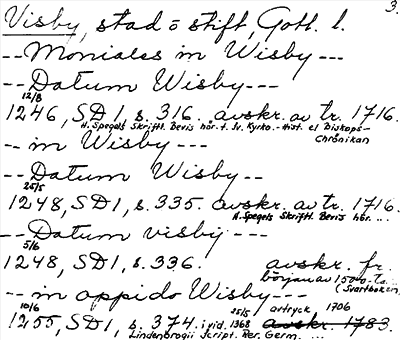 3.
Visby, stad o stift, Gotl. l.
-- Moniales in Wisby ---
-- Datum Wisby ---
12/8
1246, SD1, s. 316. avskr. av tr. 1716.
H. Spegels Skriftl. Bevis hör. t. Sv. Kyrko.-Hist. el Biskops-
Chrönikan
-- in Wisby ---
-- Datum Wisby --
25/5
1248, SD1, s. 335. avskr. av tr. 1716.
H. Spegels Skriftl. Bevis hör. ...
-- Datum visby ---
5/6
1248, SD1, s. 336. avskr. fr.
början av 1500-ta. ..
(Svartboken)
-- in oppido Wisby ---
10/6 25/5 avtryck 1706
1255, SD1, s. 374. i vid. 1368 avskr. 1783.
Lindenbrogii Script. Rer. Germ. ...